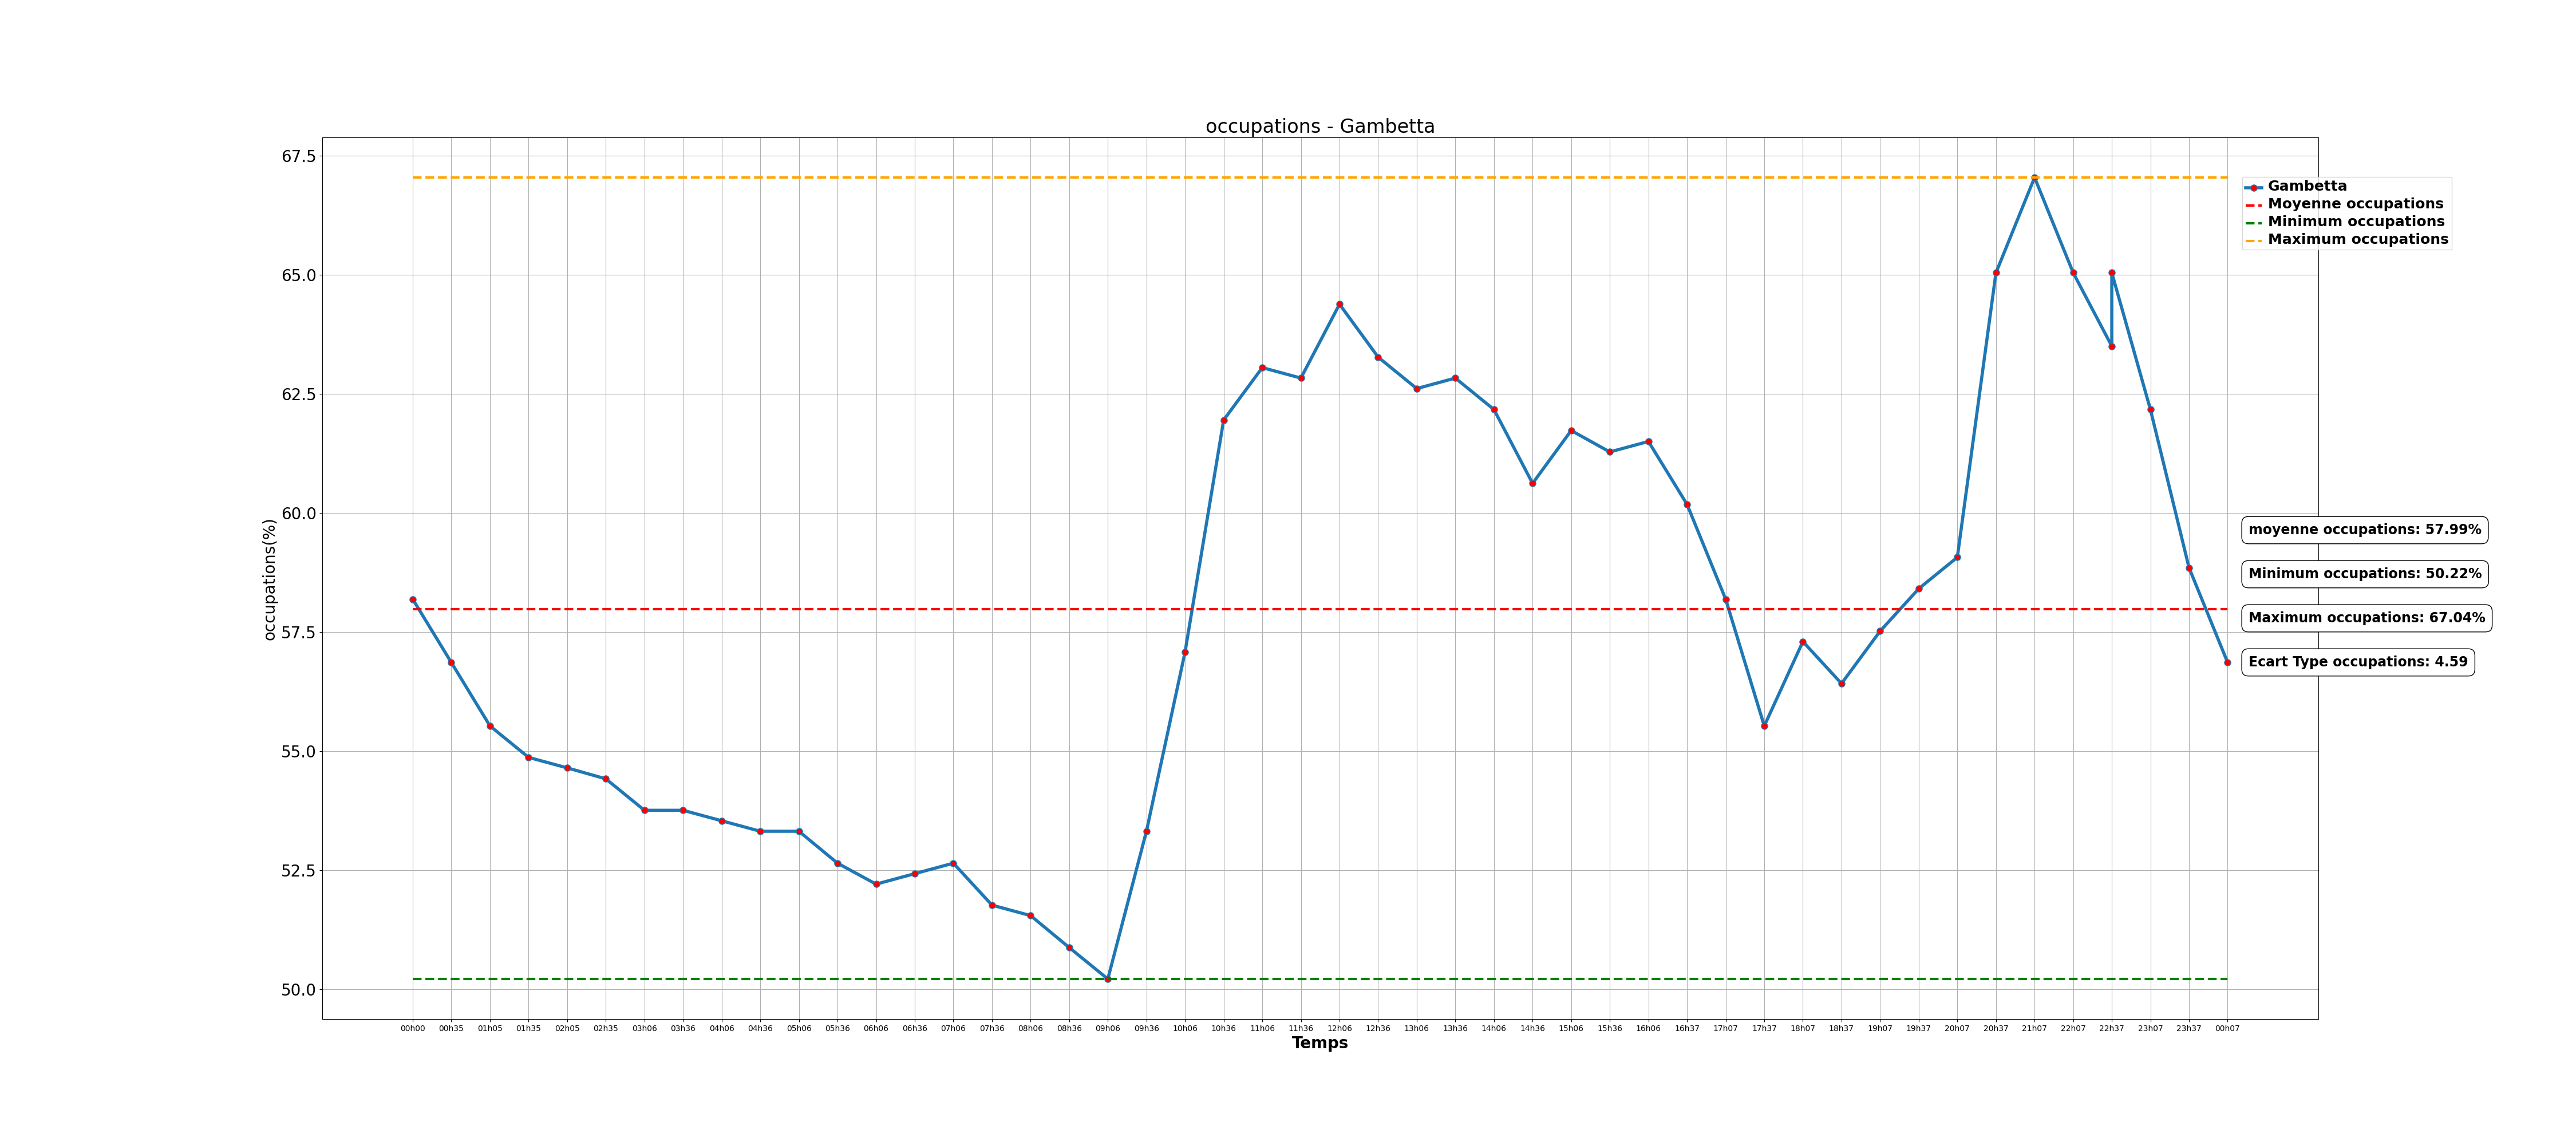 occupations - Gambetta
67.5
65.0
62.5
60.0
57.5
55.0
52.5
50.0
occupations(%)
Gambetta
Moyenne occupations
Minimum occupations
Maximum occupations
moyenne occupations: 57.99%
Minimum occupations: 50.22%
Maximum occupations: 67.04%
Ecart Type occupations: 4.59
00h00 00h35 01h05 01h35 02h05 02h35 03h06 03h36 04h06 04h36 05h06 05h36 06h06 06h36 07h06 07h36 08h06 08h36 09h06 09h36 10h06 10h36 11h06 11h36 12h06 12h36 13h06 13h36 14h06 14h36 15h06 15h36 16h06 16h37 17h07 17h37 18h07 18h37 19h07 19h37 20h07 20h37 21h07 22h07 22h37 23h07 23h37 00h07
Temps